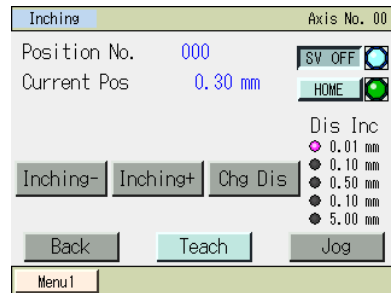 Inching Axis No. 00
Position No. 000 SV OFF
Current Pos 0.30 mm HOME
Dis Inc
0.01 mm
0.10 mm
0.50 mm
0.10 mm
5.00 mm
Inching- Inching+ Chg Dis
Back Teach Jog
Menu1